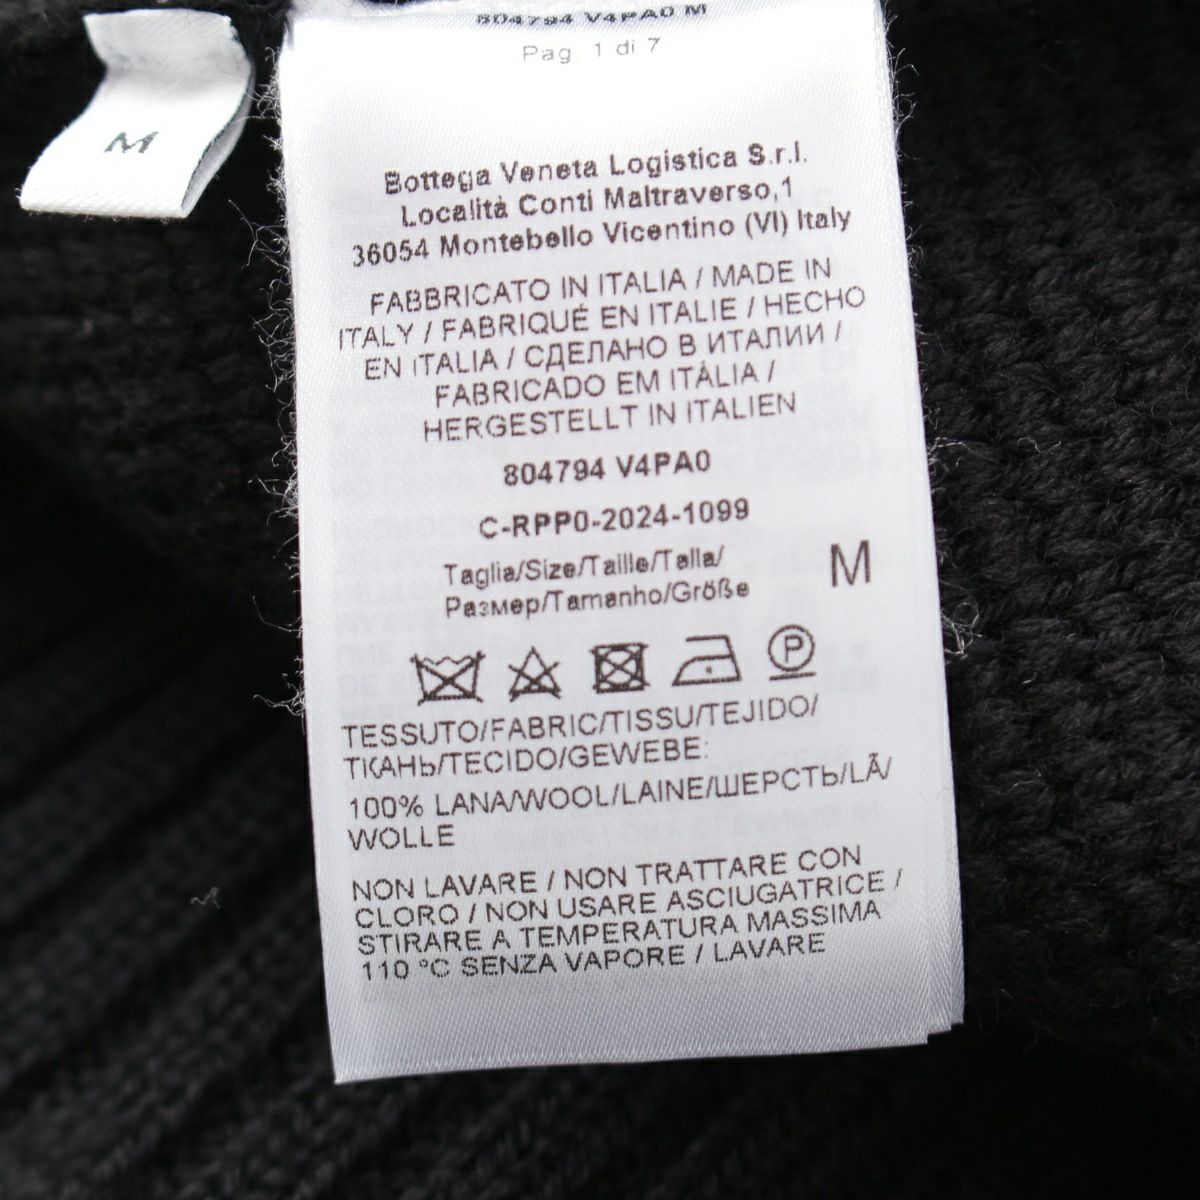 M
804794 V4PA0 M
Pag. 1 di 7
Bottega Veneta Logistica S.r.l.
Località Conti Maltraverso,1
36054 Montebello Vicentino (VI) Italy
FABBRICATO IN ITALIA / MADE IN
ITALY / FABRIQUÉ EN ITALIE / HECHO
EN ITALIA / СДЕЛАНО В ИТАЛИИ /
FABRICADO EM ITÁLIA /
HERGESTELLT IN ITALIEN
804794 V4PA0
C-RPP0-2024-1099
Taglia/Size/Taille/Talla/
Размер/Tamanho/Größe
M
P
TESSUTO/FABRIC/TISSU/TEJIDO/
ТКАНЬ/TECIDO/GEWEBE:
100% LANA/WOOL/LAINE/ШЕРСТЬ/LÃ/
WOLLE
NON LAVARE / NON TRATTARE CON
CLORO / NON USARE ASCIUGATRICE /
STIRARE A TEMPERATURA MASSIMA
110 °C SENZA VAPORE / LAVARE